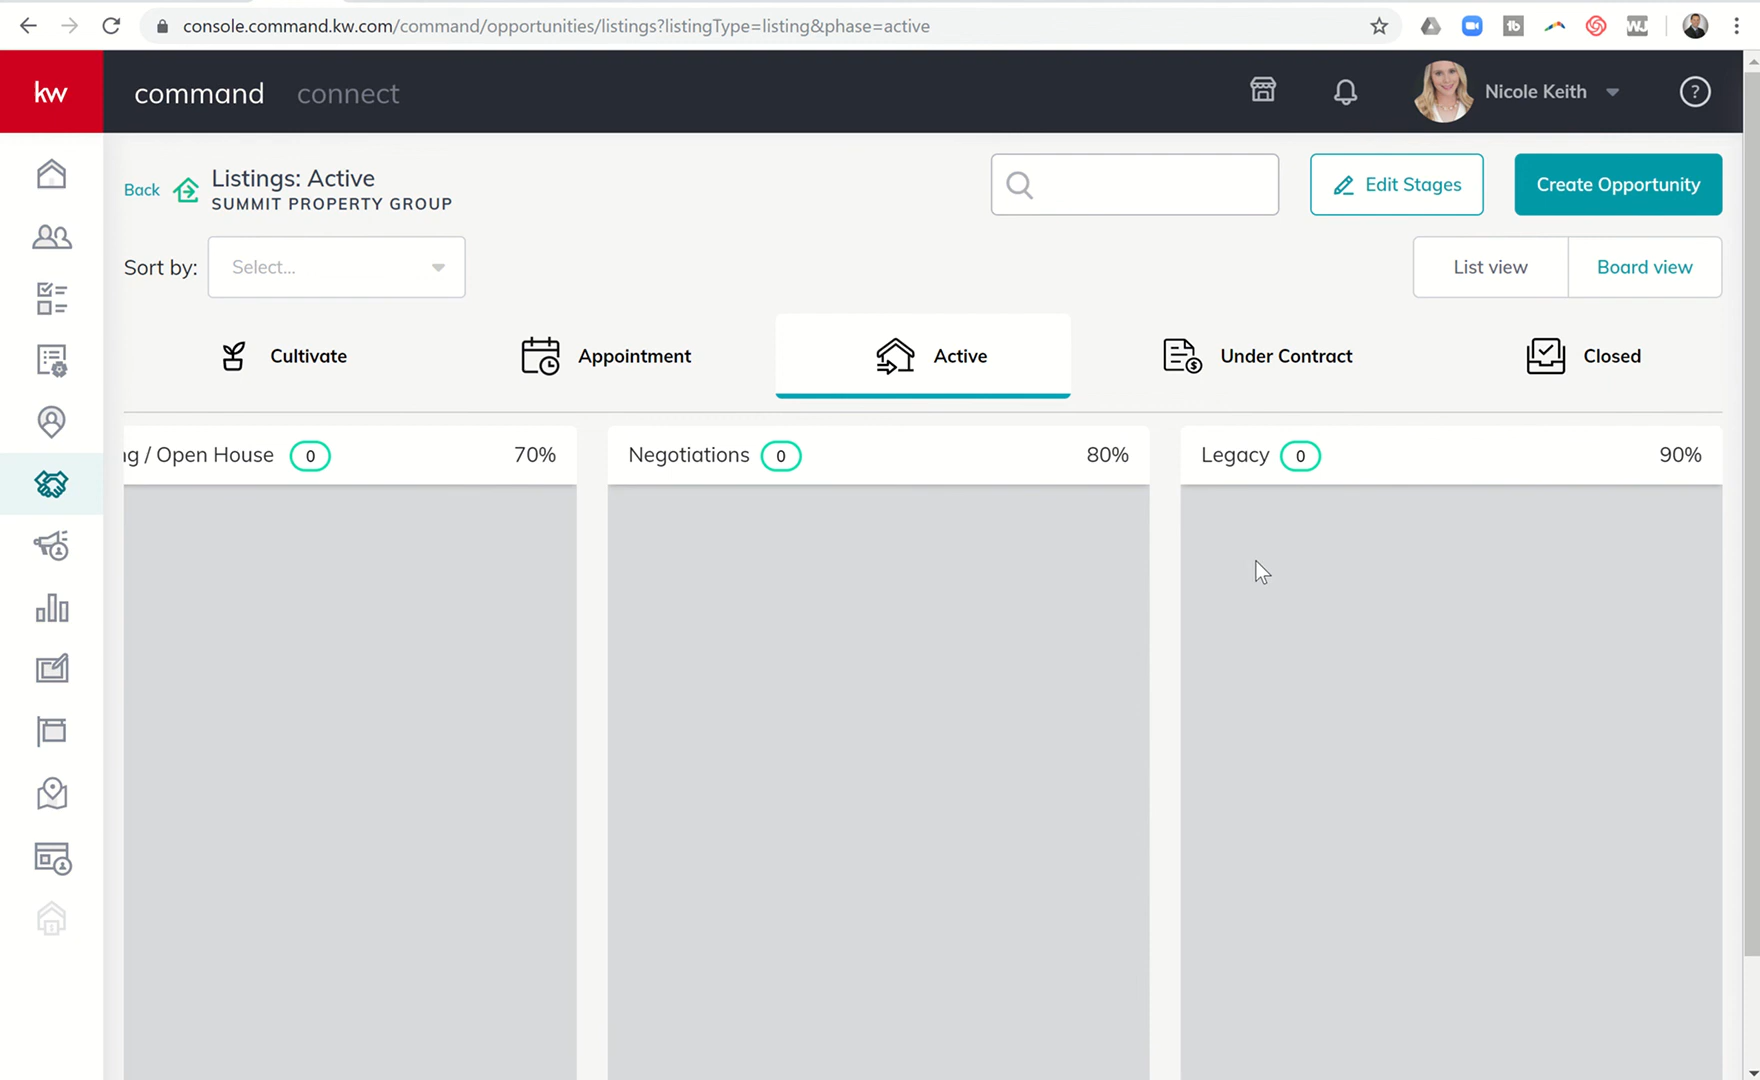 console.command.kw.com/command/opportunities/listings?listingType=listing&phase=active
kw command connect Nicole Keith ?
Back Listings: Active
SUMMIT PROPERTY GROUP
Edit Stages
Create Opportunity
Sort by: Select...
List view Board view
Cultivate Appointment Active Under Contract Closed
ng / Open House 0 70%
Negotiations 0 80%
Legacy 0 90%